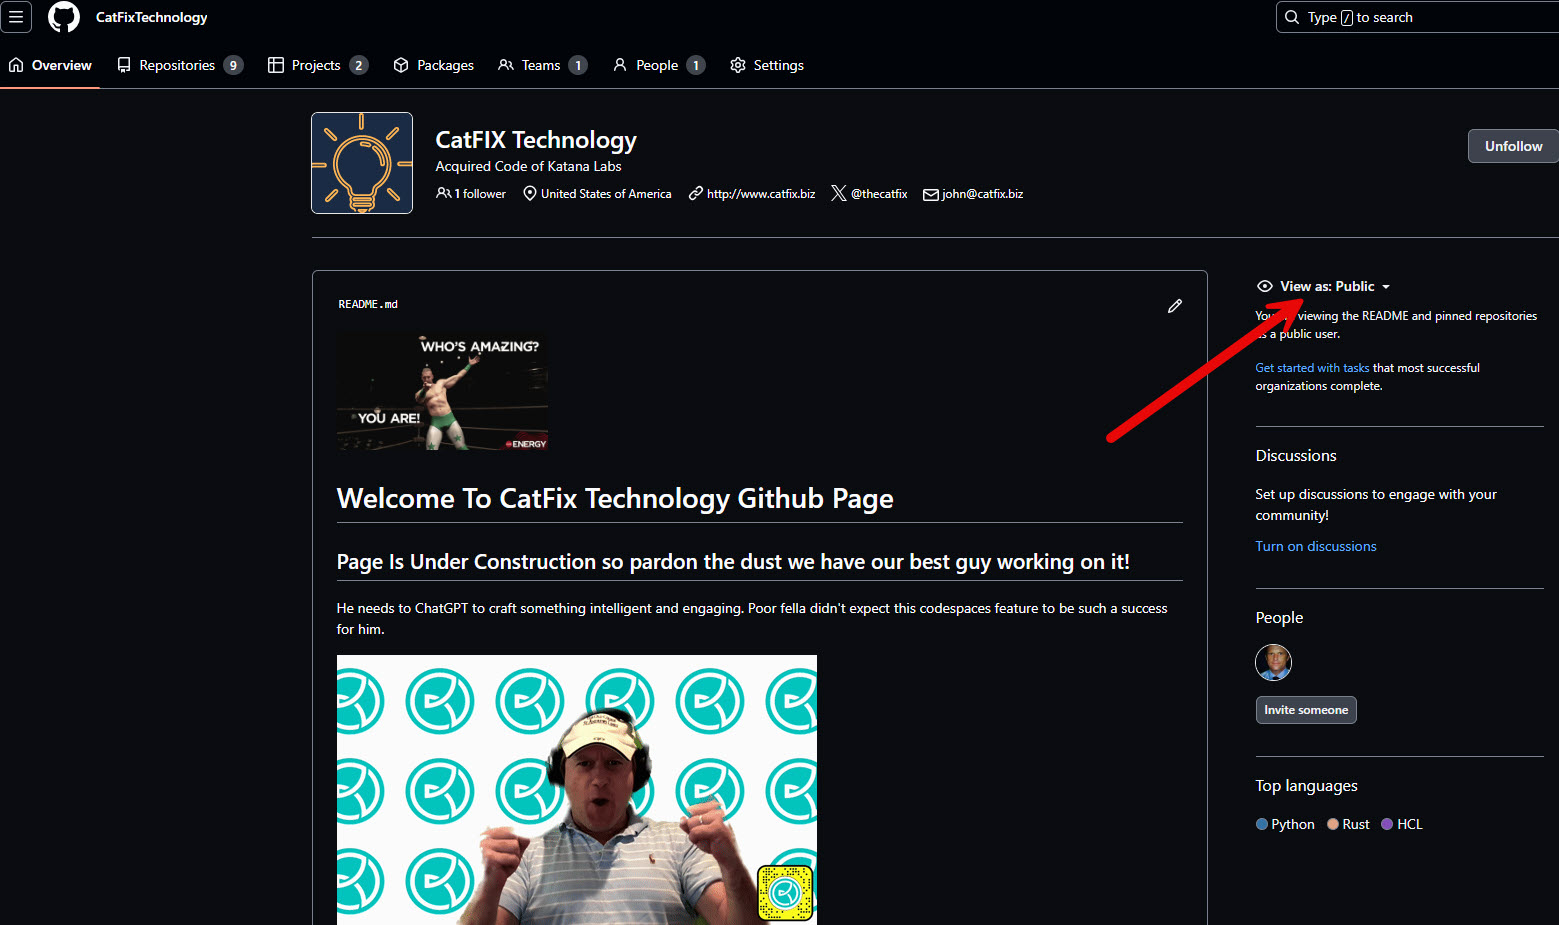 CatFixTechnology
Type / to search
Overview
Repositories 9
Projects 2
Packages
Teams 1
People 1
Settings
CatFIX Technology
Acquired Code of Katana Labs
1 follower
United States of America
http://www.catfix.biz
@thecatfix
john@catfix.biz
Unfollow
README.md
WHO'S AMAZING?
YOU ARE!
ENERGY
Welcome To CatFix Technology Github Page
Page Is Under Construction so pardon the dust we have our best guy working on it!
He needs to ChatGPT to craft something intelligent and engaging. Poor fella didn't expect this codespaces feature to be such a success
for him.
View as: Public
You viewing the README and pinned repositories
a public user.
Get started with tasks that most successful
organizations complete.
Discussions
Set up discussions to engage with your
community!
Turn on discussions
People
Invite someone
Top languages
Python
Rust
HCL